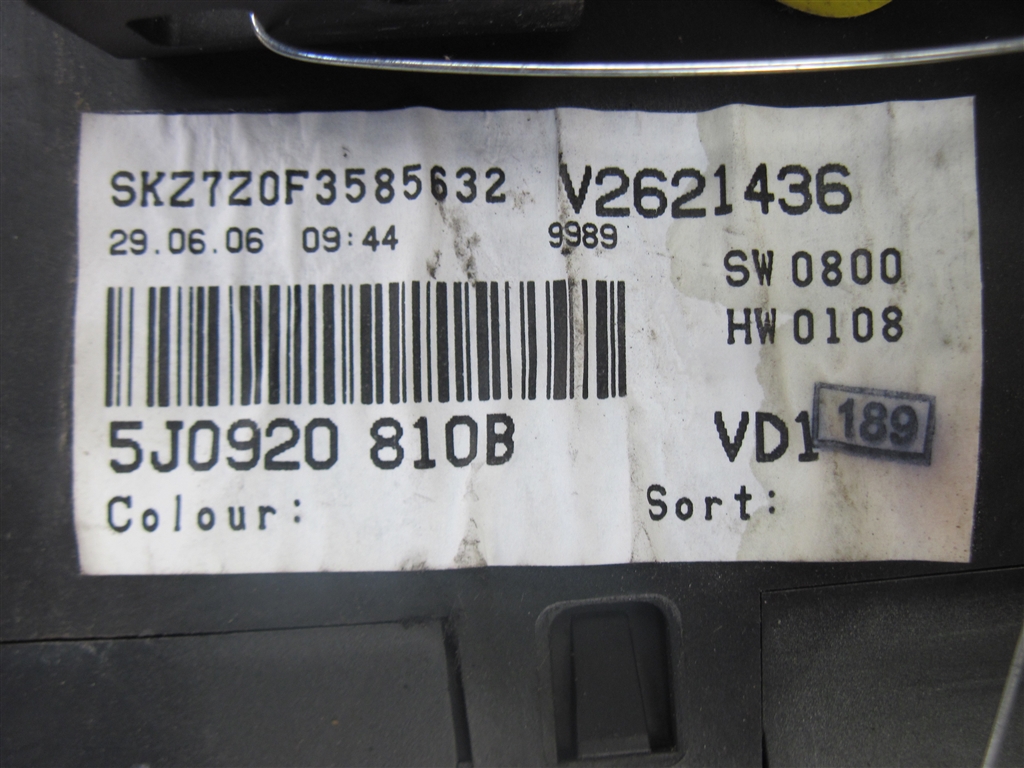 SKZ7Z0F3585632 V2621436
29.06.06 09:44 9989
SW 0800
HW 0108
5J0920 810B VD1 189
Colour: Sort: